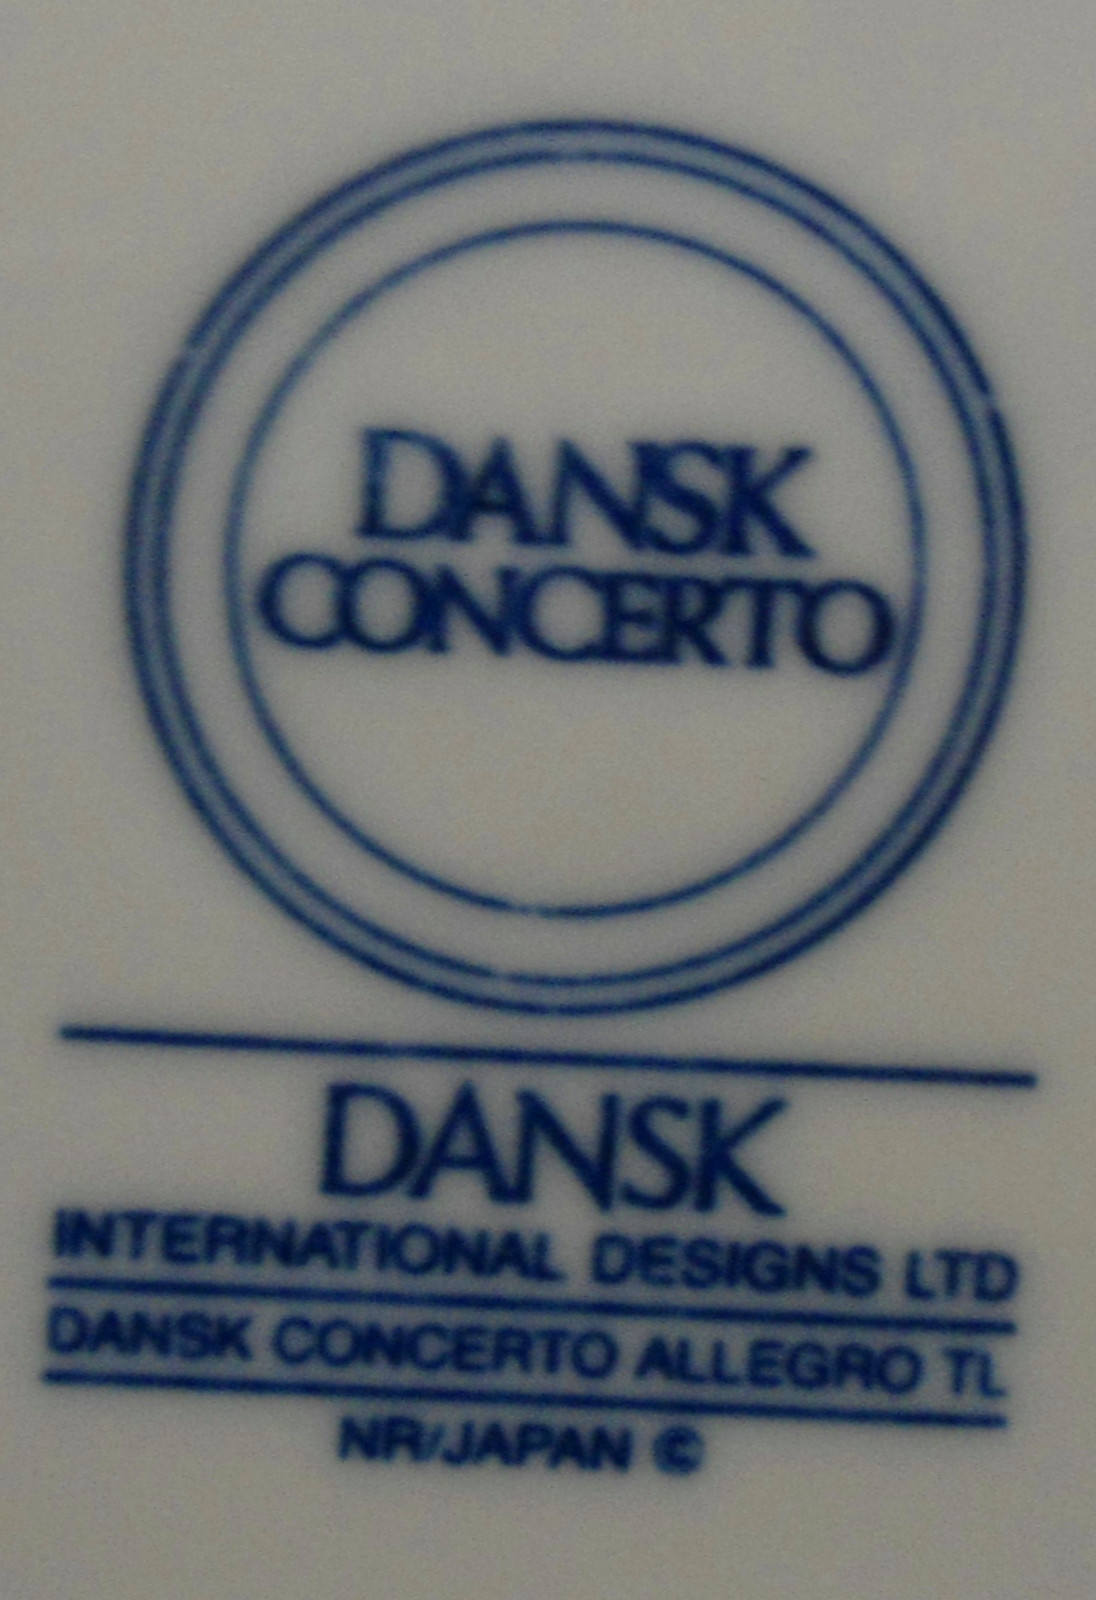 DANSK
CONCERTO
DANSK
INTERNATIONAL DESIGNS LTD
DANSK CONCERTO ALLEGRO TL
NR/JAPAN ©